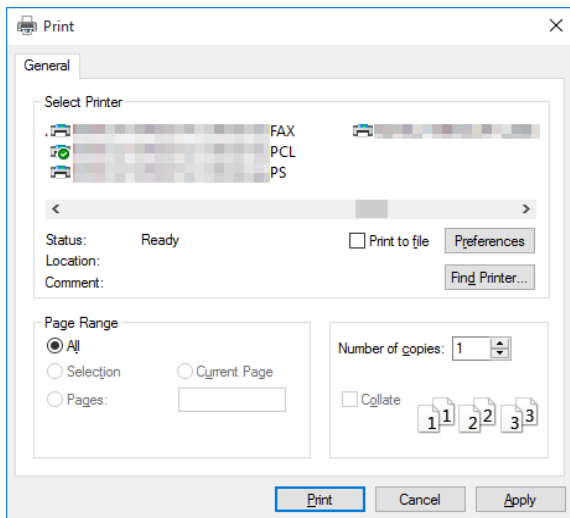 Print
General
Select Printer
FAX
PCL
PS
Status: Ready
Print to file
Preferences
Location:
Comment:
Find Printer...
Page Range
All
Selection
Current Page
Pages:
Number of copies: 1
Collate
1 1 2 2 3 3
Print
Cancel
Apply